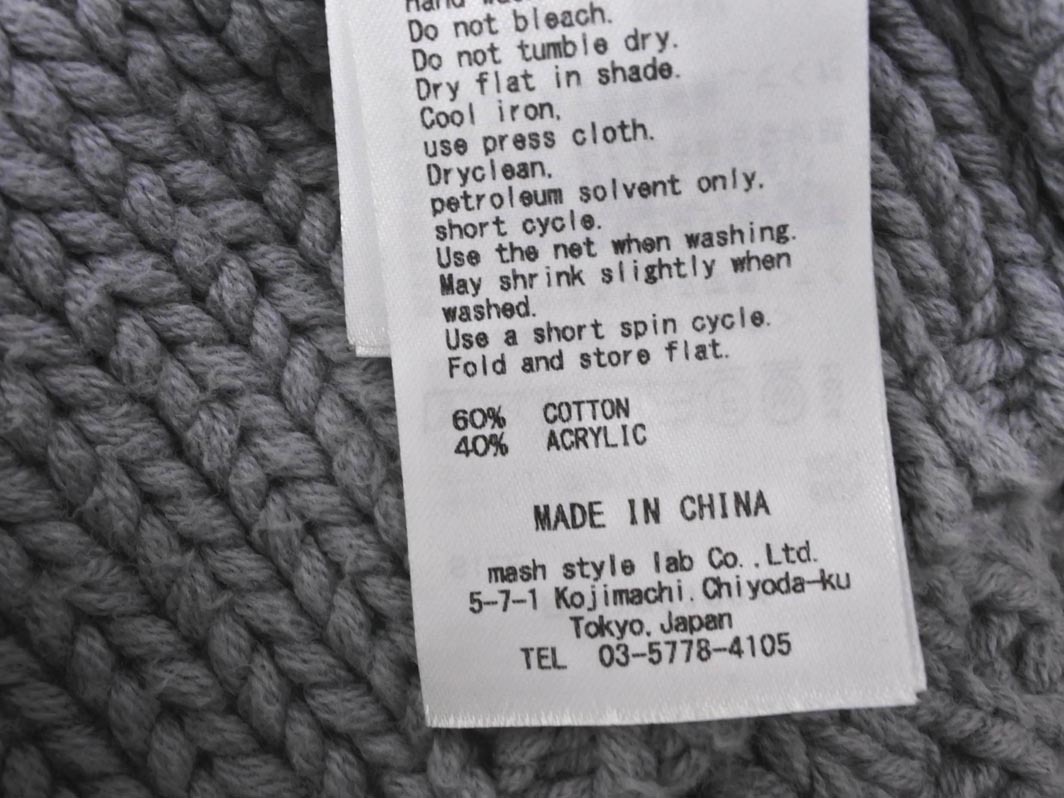 Do not bleach.
Do not tumble dry.
Dry flat in shade.
Cool iron,
use press cloth.
Dryclean,
petroleum solvent only,
short cycle.
Use the net when washing.
May shrink slightly when
washed.
Use a short spin cycle.
Fold and store flat.
60% COTTON
40% ACRYLIC
MADE IN CHINA
mash style lab Co.,Ltd.
5-7-1 Kojimachi,Chiyoda-ku
Tokyo,Japan
TEL 03-5778-4105